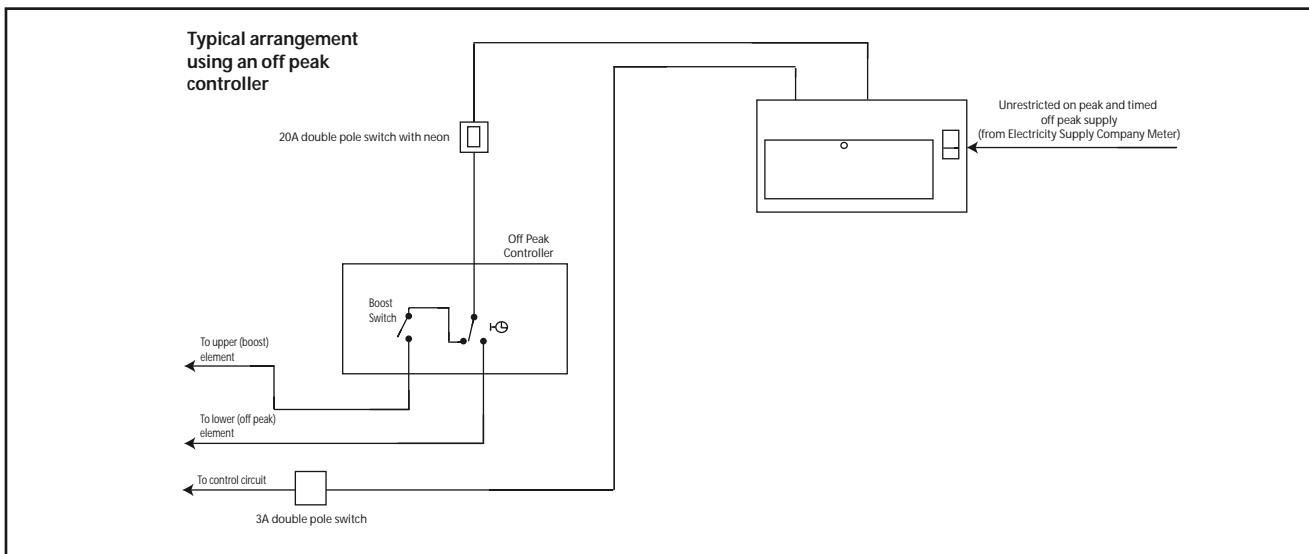 Typical arrangement
using an off peak
controller
20A double pole switch with neon
Unrestricted on peak and timed
off peak supply
(from Electricity Supply Company Meter)
Off Peak
Controller
Boost
Switch
To upper (boost)
element
To lower (off peak)
element
To control circuit
3A double pole switch